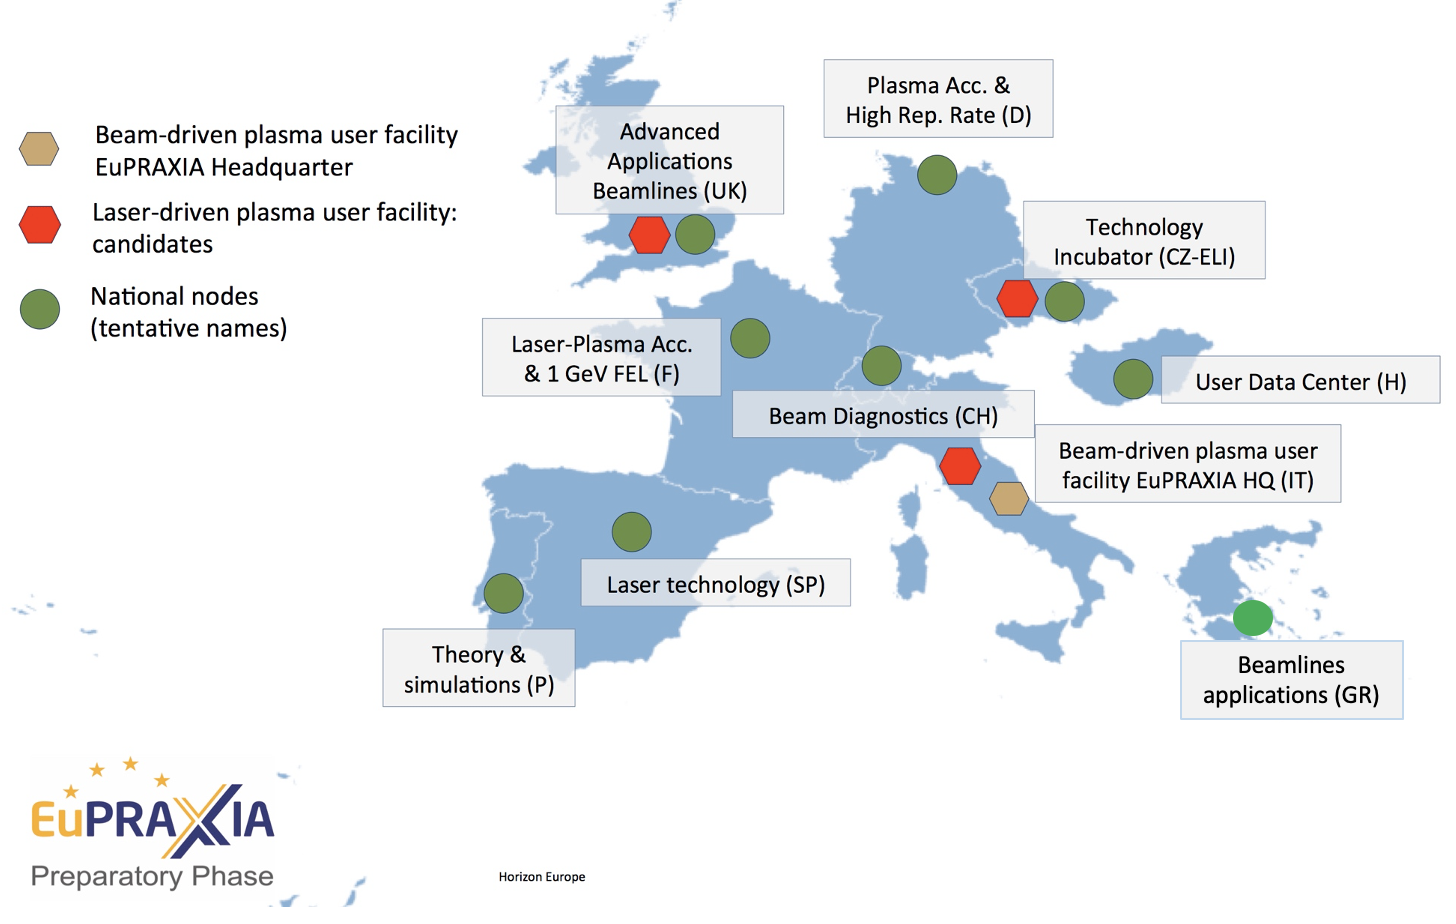 Beam-driven plasma user facility
EuPRAXIA Headquarter
Laser-driven plasma user facility:
candidates
National nodes
(tentative names)
Plasma Acc. &
High Rep. Rate (D)
Advanced
Applications
Beamlines (UK)
Technology
Incubator (CZ-ELI)
Laser-Plasma Acc.
& 1 GeV FEL (F)
User Data Center (H)
Beam Diagnostics (CH)
Beam-driven plasma user
facility EuPRAXIA HQ (IT)
Laser technology (SP)
Theory &
simulations (P)
Beamlines
applications (GR)
EuPRAXIA
Preparatory Phase
Horizon Europe